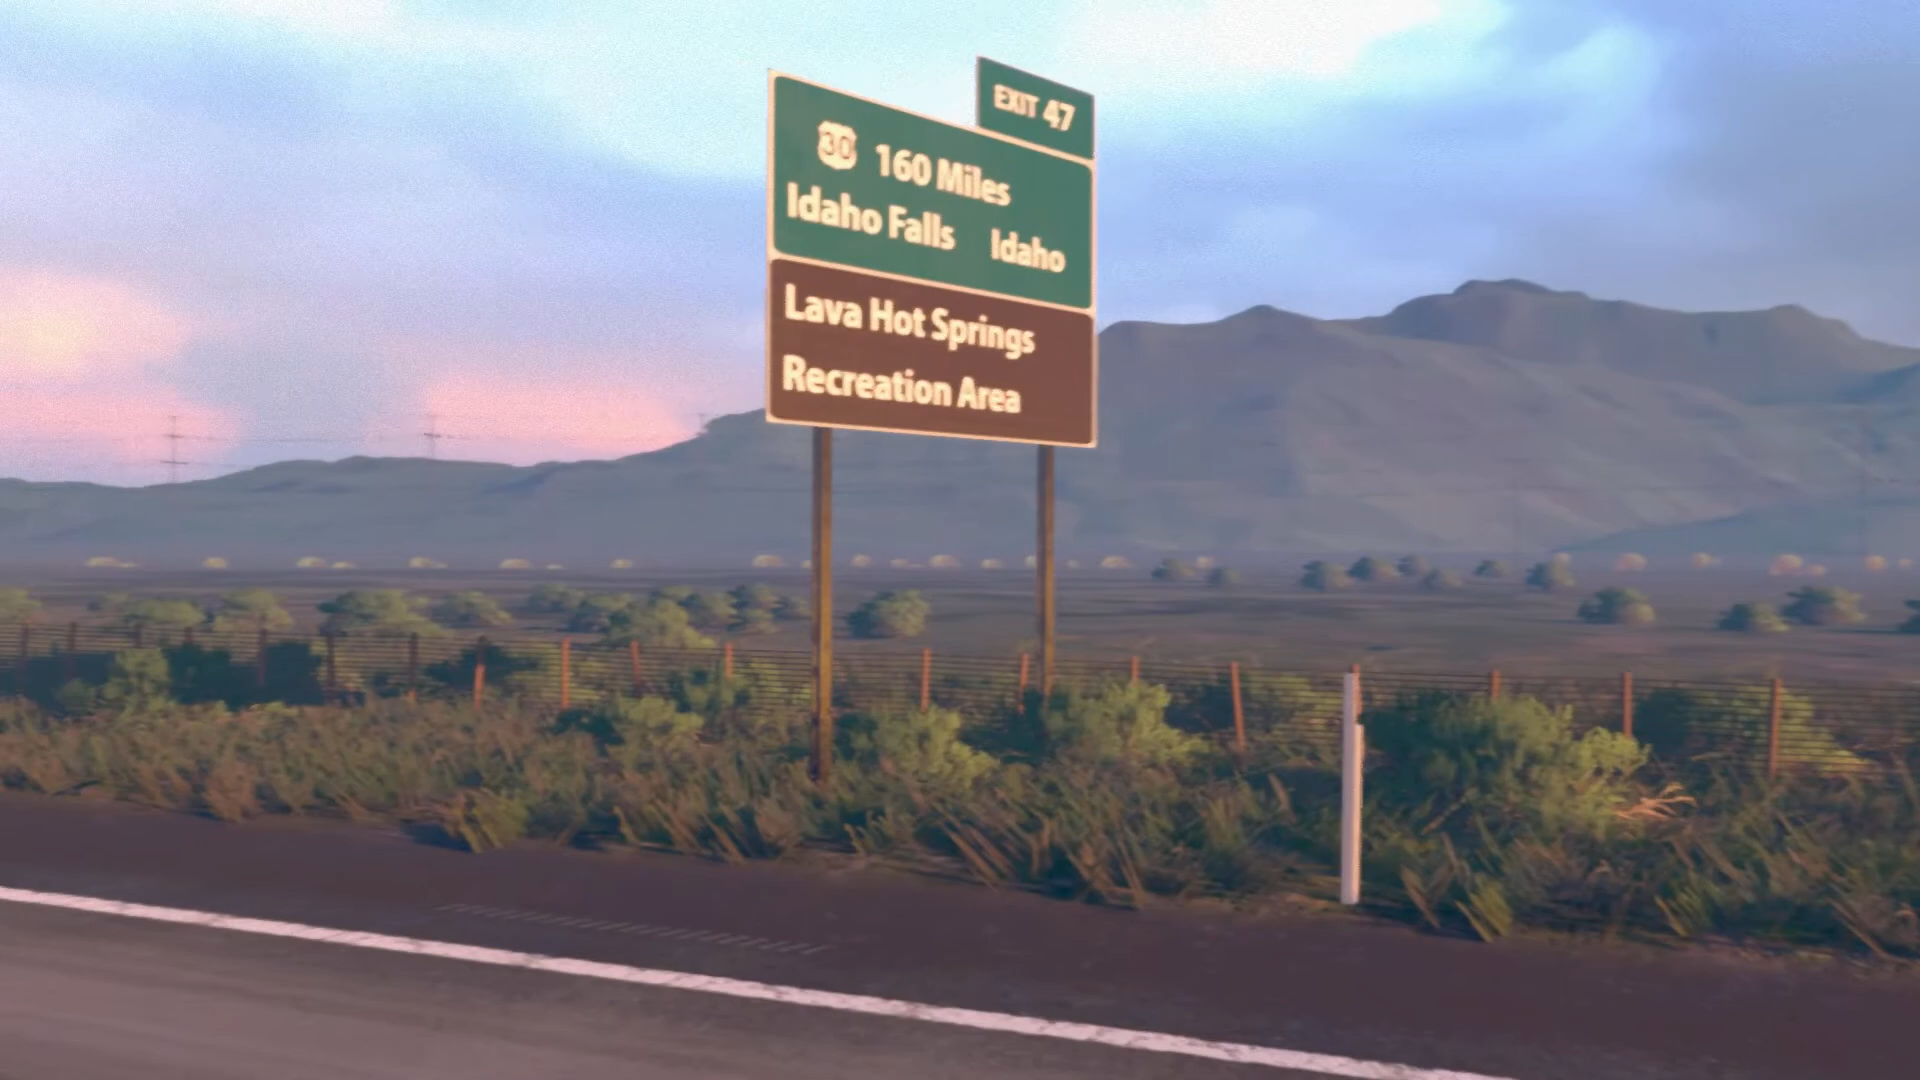 EXIT 47
30 160 Miles
Idaho Falls Idaho
Lava Hot Springs
Recreation Area